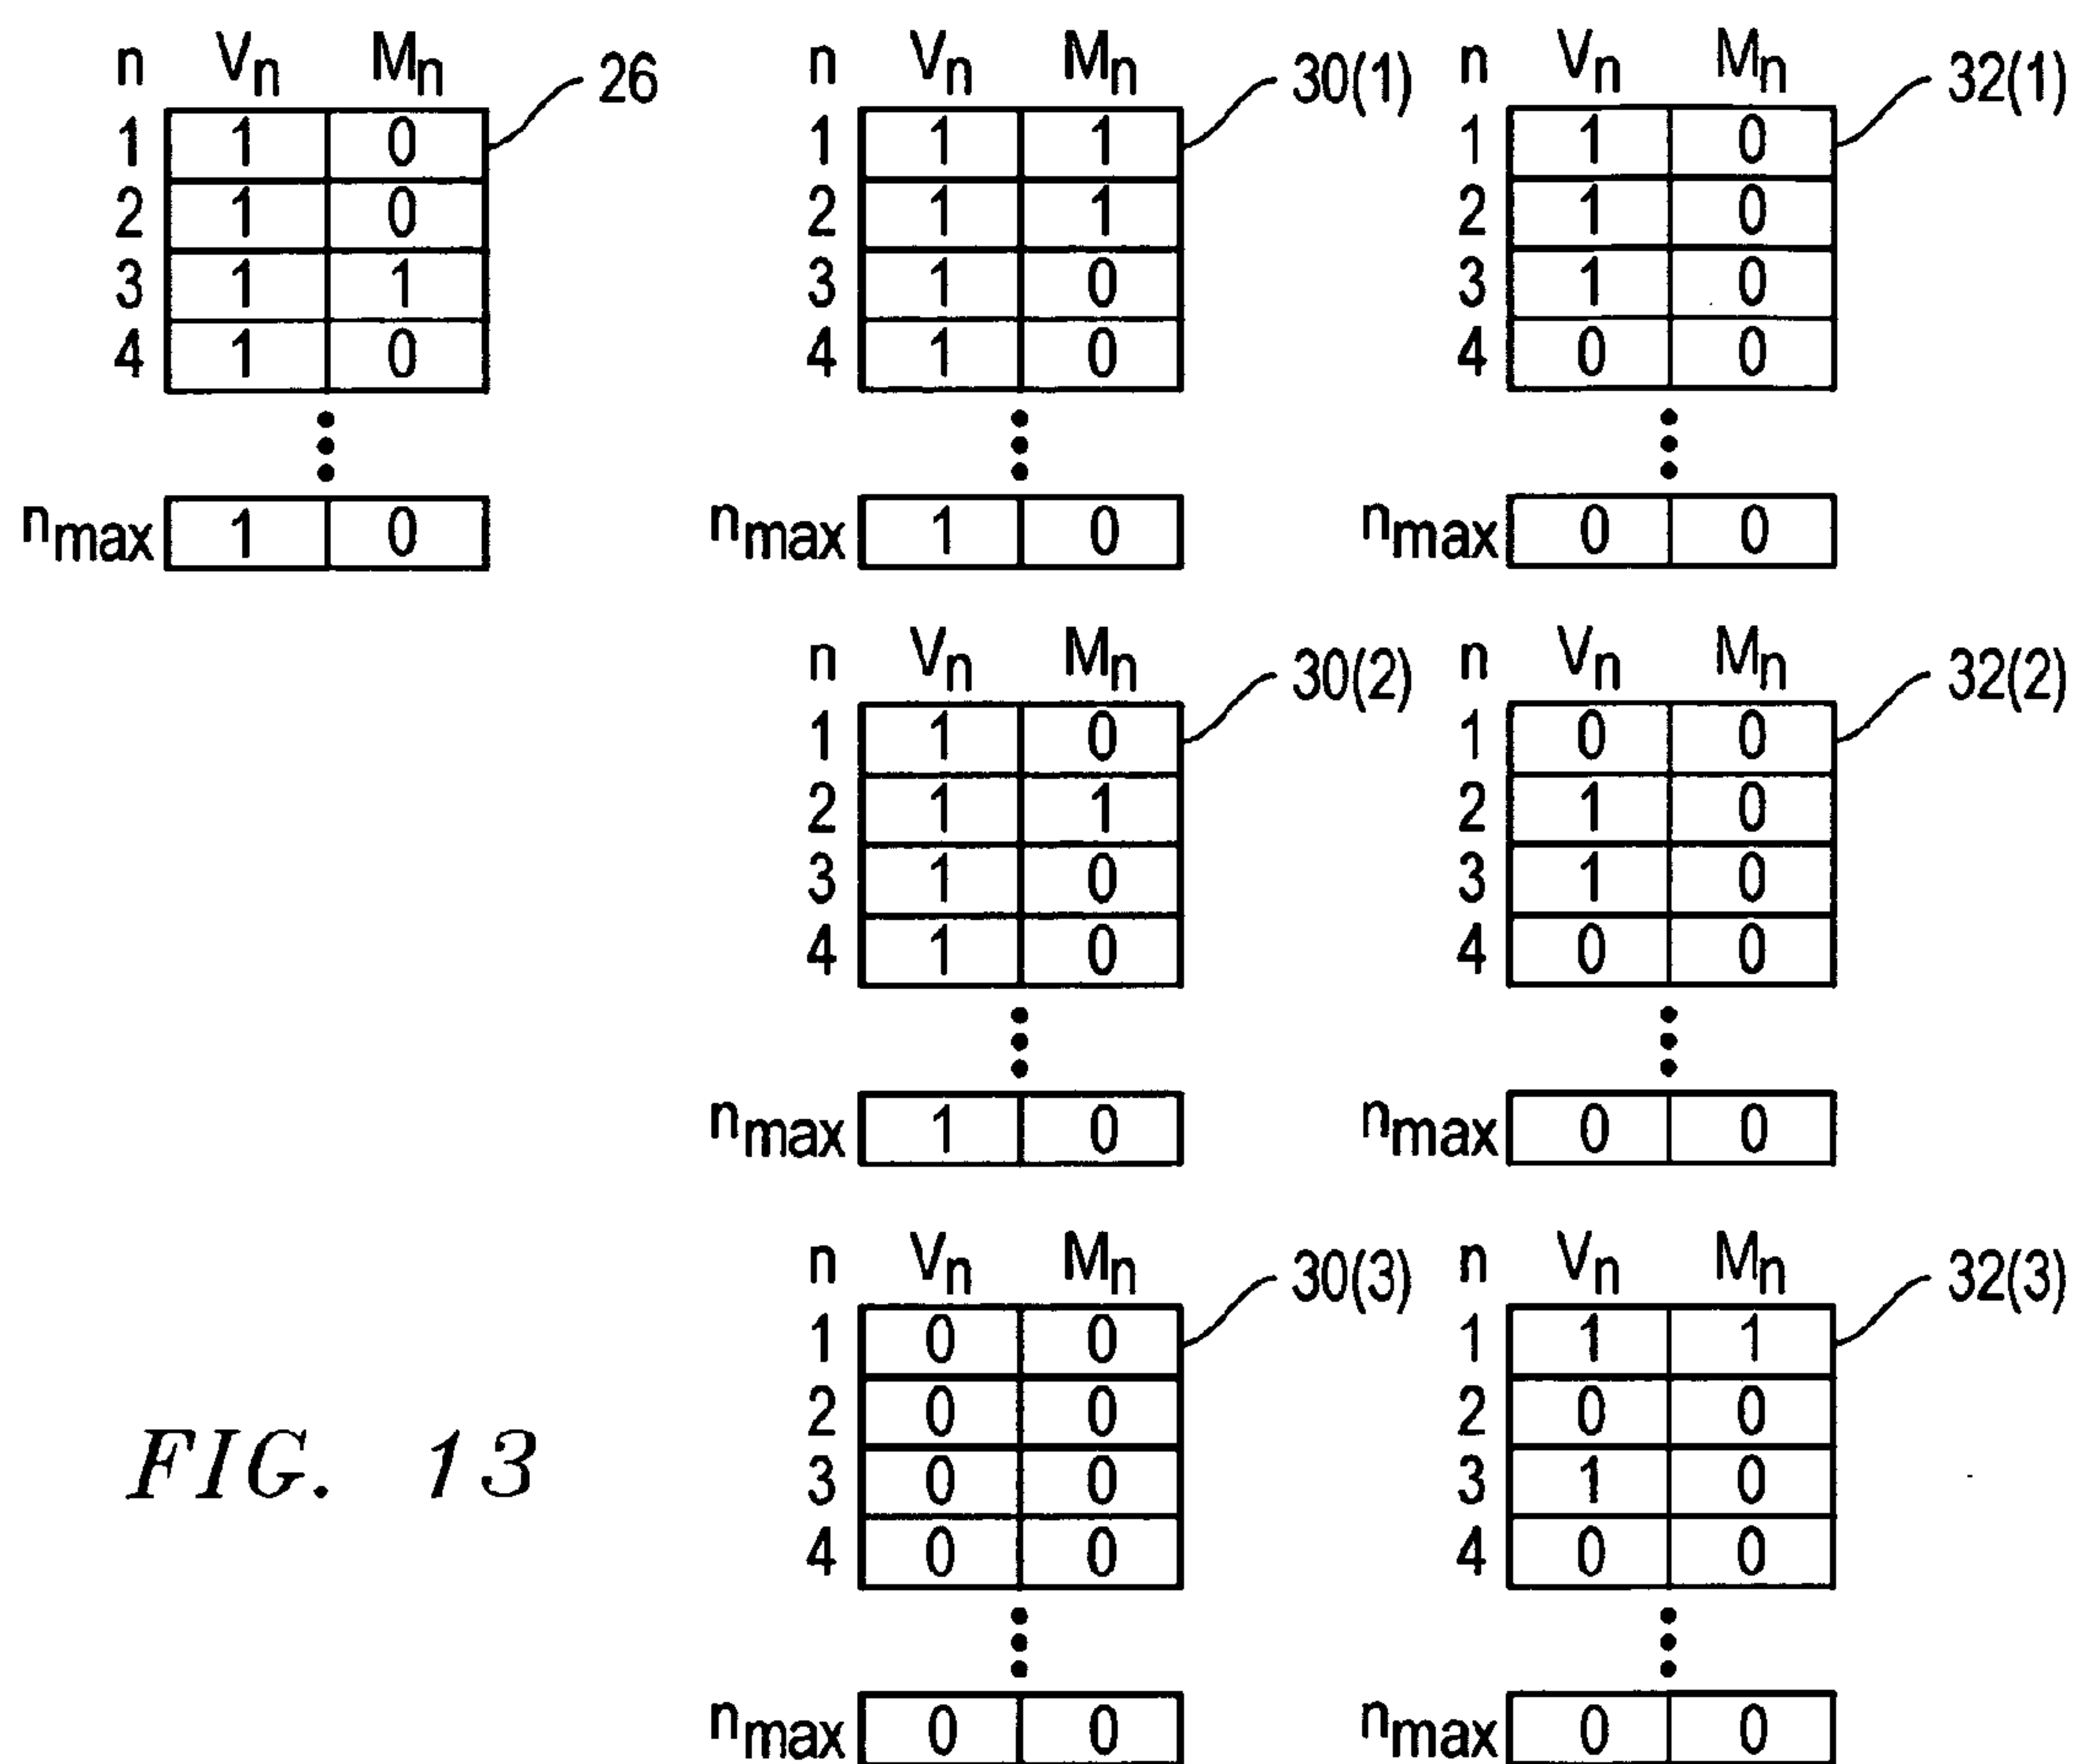 n Vn Mn 26
1 1 0
2 1 0
3 1 1
4 1 0
nmax 1 0
n Vn Mn 30(1)
1 1 1
2 1 1
3 1 0
4 1 0
nmax 1 0
n Vn Mn 32(1)
1 1 0
2 1 0
3 1 0
4 0 0
nmax 0 0
n Vn Mn 30(2)
1 1 0
2 1 1
3 1 0
4 1 0
nmax 1 0
n Vn Mn 32(2)
1 0 0
2 1 0
3 1 0
4 0 0
nmax 0 0
n Vn Mn 30(3)
1 0 0
2 0 0
3 0 0
4 0 0
nmax 0 0
n Vn Mn 32(3)
1 1 1
2 0 0
3 1 0
4 0 0
nmax 0 0
FIG. 13